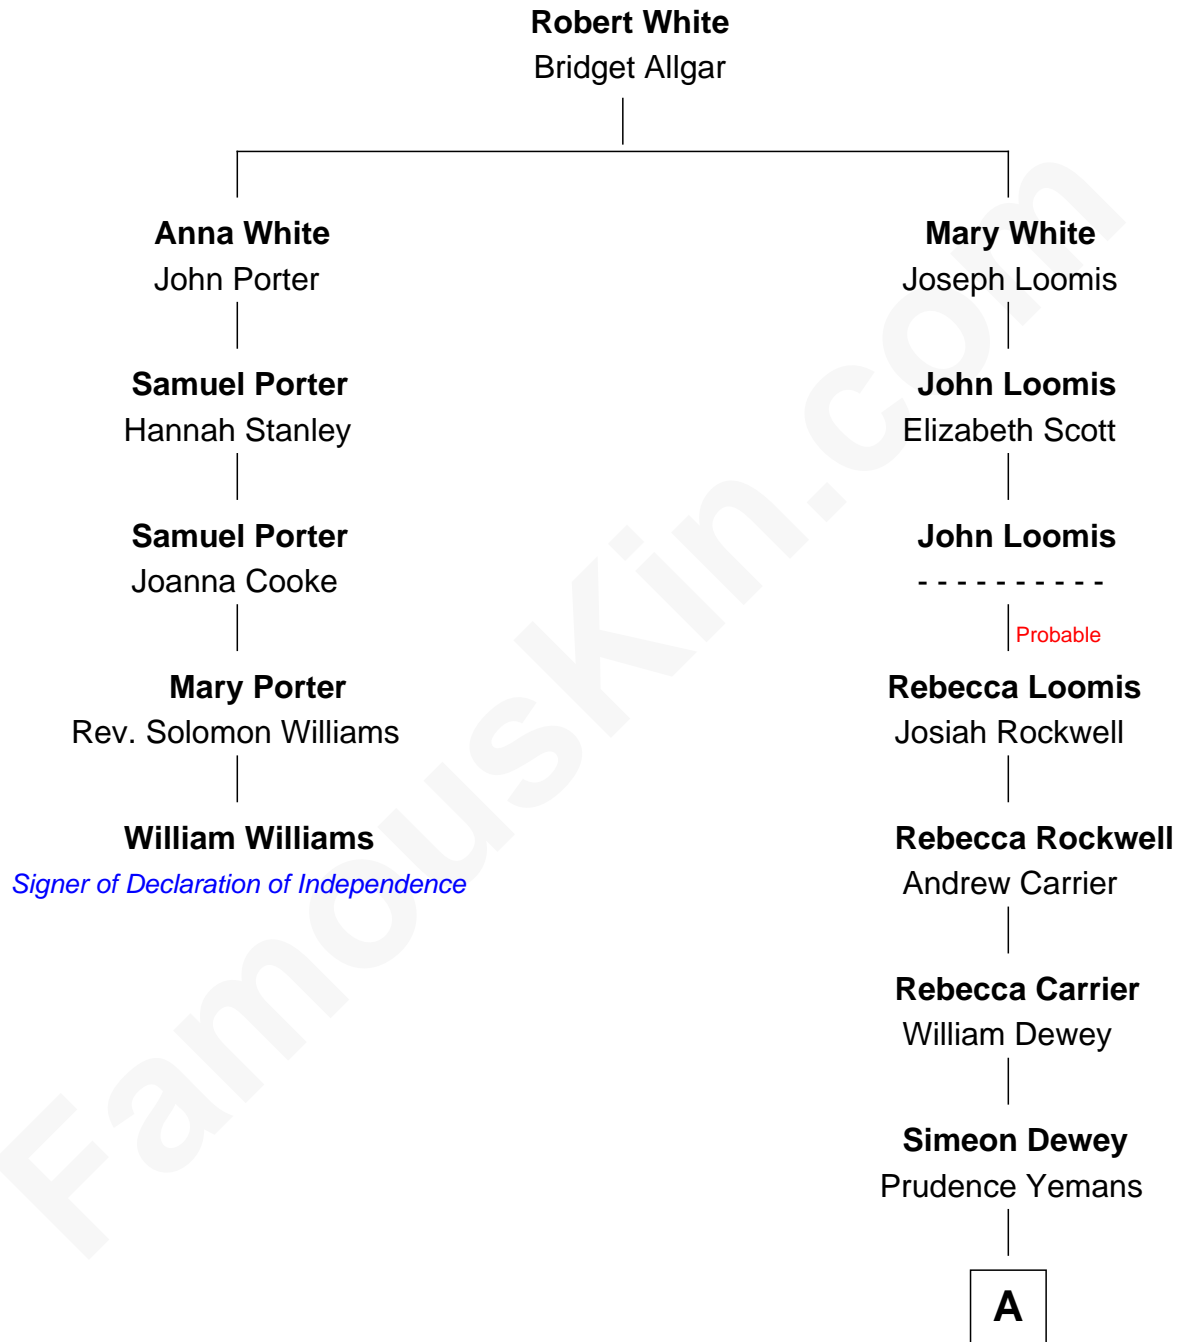 Robert White
Bridget Allgar
Anna White
John Porter
Mary White
Joseph Loomis
Samuel Porter
Hannah Stanley
John Loomis
Elizabeth Scott
Samuel Porter
Joanna Cooke
John Loomis
- - - - - - - - - -
Probable
Mary Porter
Rev. Solomon Williams
Rebecca Loomis
Josiah Rockwell
William Williams
Signer of Declaration of Independence
Rebecca Rockwell
Andrew Carrier
Rebecca Carrier
William Dewey
Simeon Dewey
Prudence Yemans
A
FamousKin.com